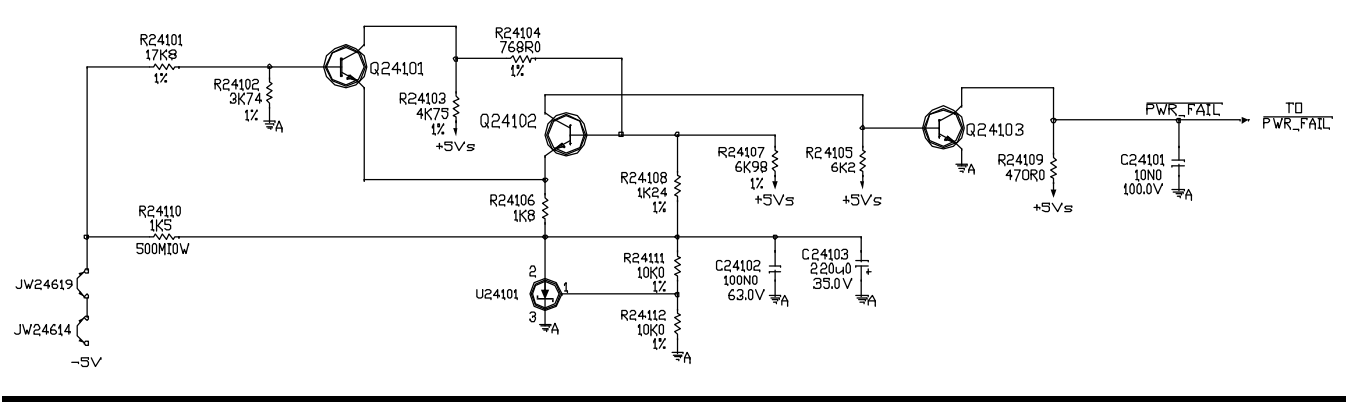 R24101
17K8
1%
R24102
3K74
1%
A
Q24101
R24103
4K75
1%
+5Vs
R24104
768R0
1%
Q24102
R24106
1K8
R24107
6K98
1%
+5Vs
R24108
1K24
1%
R24105
6K2
+5Vs
Q24103
A
R24109
470R0
+5Vs
PWR_FAIL
TO
PWR_FAIL
C24101
10N0
100.0V
A
R24110
1K5
500MIOW
JW24619
JW24614
-5V
U24101
2
1
3
A
R24111
10K0
1%
R24112
10K0
1%
A
C24102
100N0
63.0V
A
C24103
220u0
35.0V
+
A